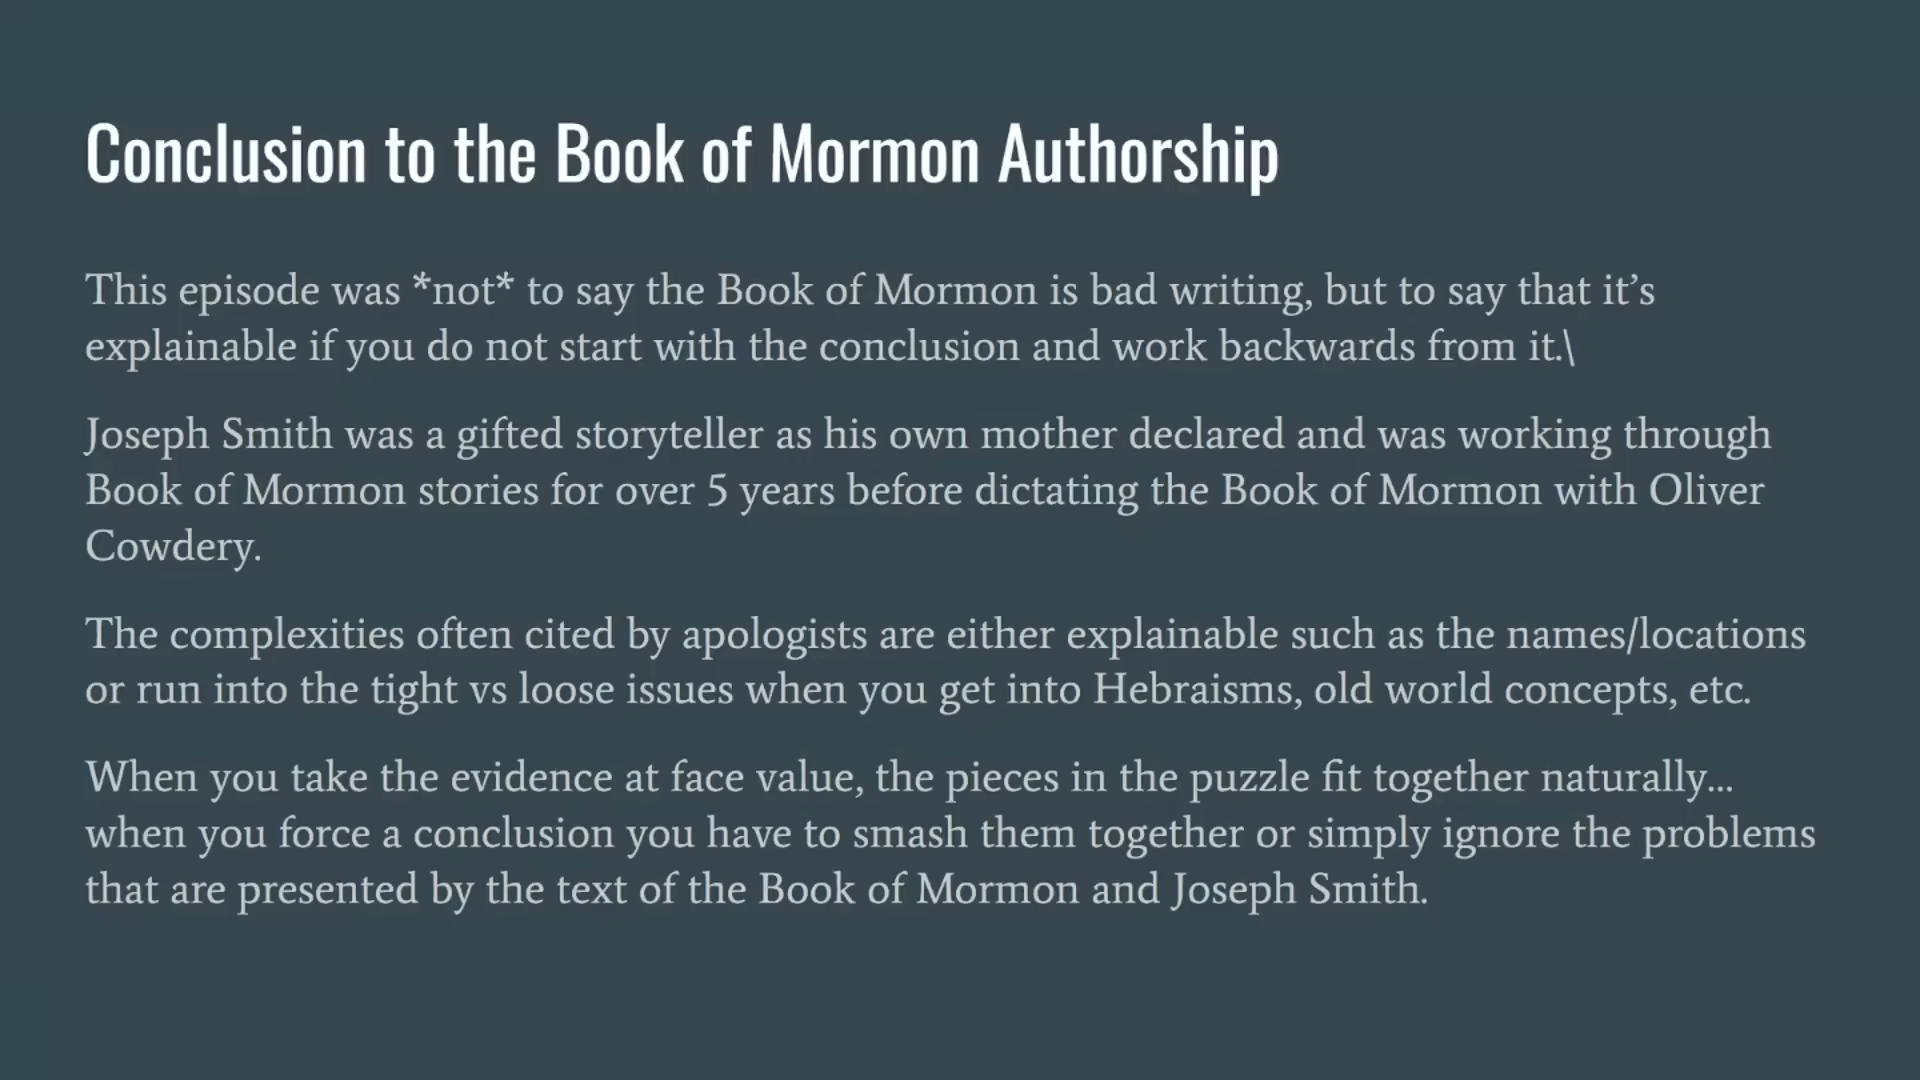 Conclusion to the Book of Mormon Authorship
This episode was *not* to say the Book of Mormon is bad writing, but to say that it’s
explainable if you do not start with the conclusion and work backwards from it.\
Joseph Smith was a gifted storyteller as his own mother declared and was working through
Book of Mormon stories for over 5 years before dictating the Book of Mormon with Oliver
Cowdery.
The complexities often cited by apologists are either explainable such as the names/locations
or run into the tight vs loose issues when you get into Hebraisms, old world concepts, etc.
When you take the evidence at face value, the pieces in the puzzle fit together naturally...
when you force a conclusion you have to smash them together or simply ignore the problems
that are presented by the text of the Book of Mormon and Joseph Smith.